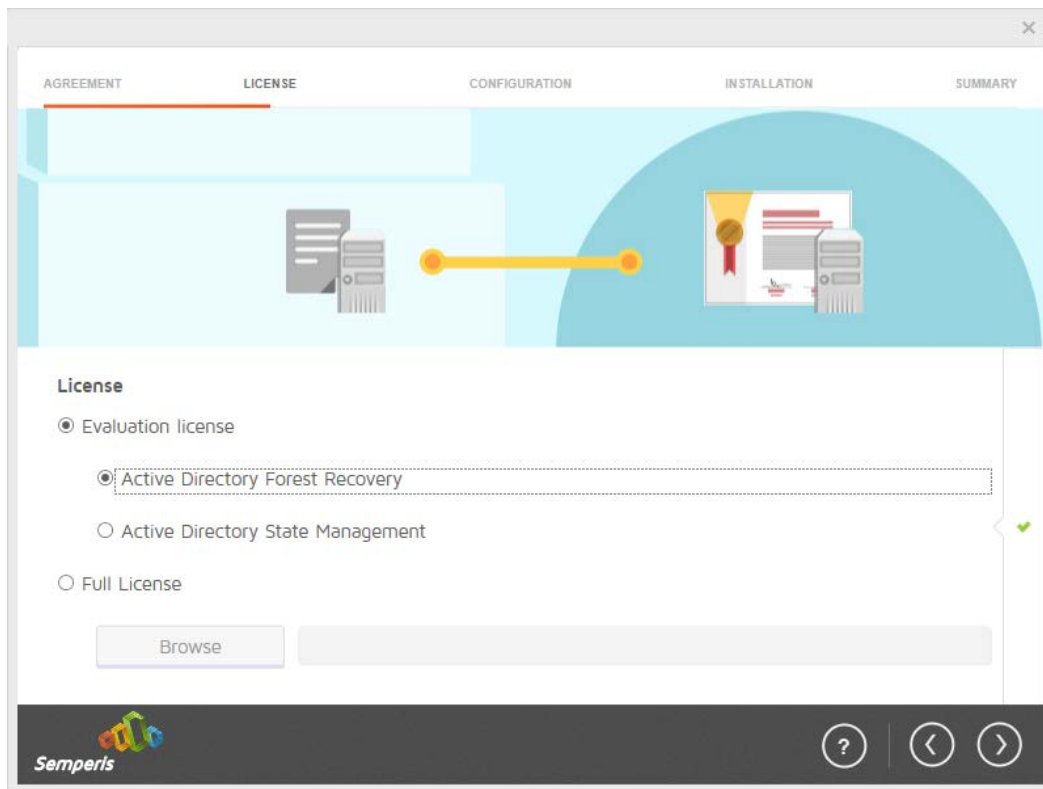 AGREEMENT LICENSE CONFIGURATION INSTALLATION SUMMARY
License
Evaluation license
Active Directory Forest Recovery
Active Directory State Management
Full License
Browse
Semperis
?